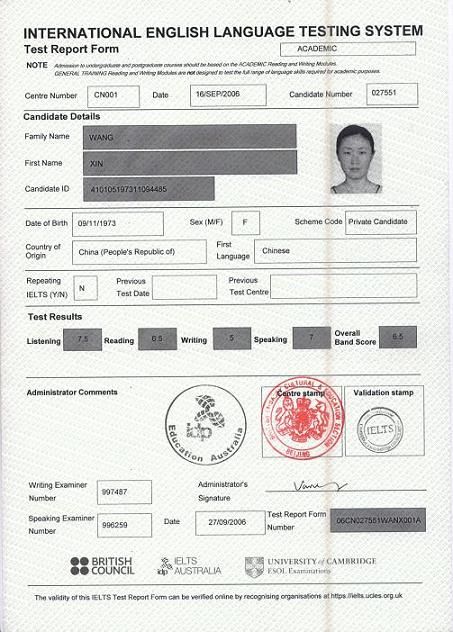 INTERNATIONAL ENGLISH LANGUAGE TESTING SYSTEM
Test Report Form ACADEMIC
NOTE Admission to undergraduate and postgraduate courses should be based on the ACADEMIC Reading and Writing Modules.
GENERAL TRAINING Reading and Writing Modules are not designed to test the full range of language skills required for academic purposes.
Centre Number CN001 Date 16/SEP/2006 Candidate Number 027551
Candidate Details
Family Name WANG
First Name XIN
Candidate ID 410105197311094485
Date of Birth 09/11/1973 Sex (M/F) F Scheme Code Private Candidate
Country of Origin China (People's Republic of) First Language Chinese
Repeating IELTS (Y/N) N Previous Test Date Previous Test Centre
Test Results
Listening 7.5 Reading 6.5 Writing 5 Speaking 7 Overall Band Score 6.5
Administrator Comments Centre stamp Validation stamp
idp
Education Australia
CULTURAL & EDUCATION SECTION
BEIJING
IELTS
Writing Examiner Number 997487 Administrator's Signature
Speaking Examiner Number 996259 Date 27/09/2006 Test Report Form Number 06CN027551WANX001A
BRITISH COUNCIL
idp IELTS AUSTRALIA
UNIVERSITY of CAMBRIDGE
ESOL Examinations
The validity of this IELTS Test Report Form can be verified online by recognising organisations at https://ielts.ucles.org.uk